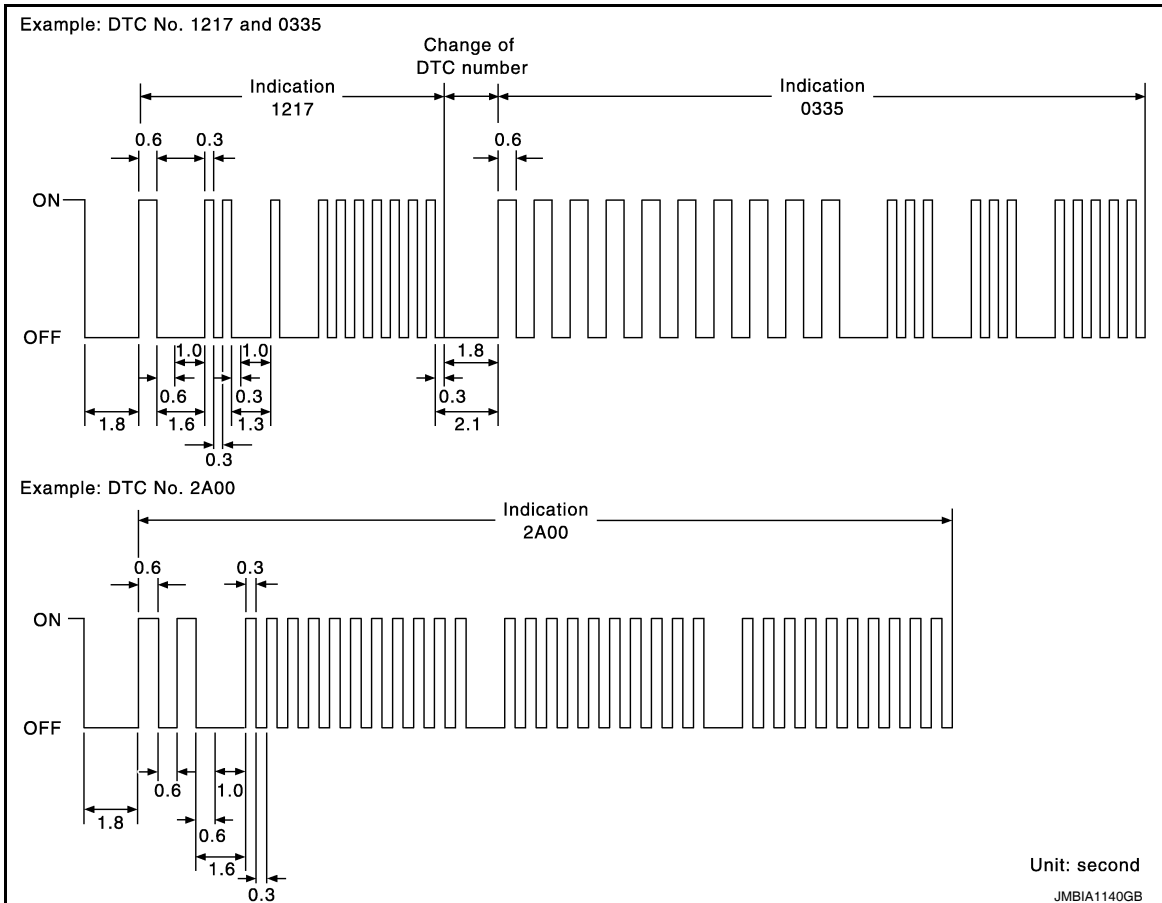 Example: DTC No. 1217 and 0335
Change of
DTC number
Indication
1217
Indication
0335
0.6
0.3
0.6
ON
OFF
1.0
1.0
1.8
0.6
0.3
0.3
1.8
1.6
1.3
2.1
0.3
Example: DTC No. 2A00
Indication
2A00
0.6
0.3
ON
OFF
0.6
1.0
1.8
0.6
1.6
0.3
Unit: second
JMBIA1140GB